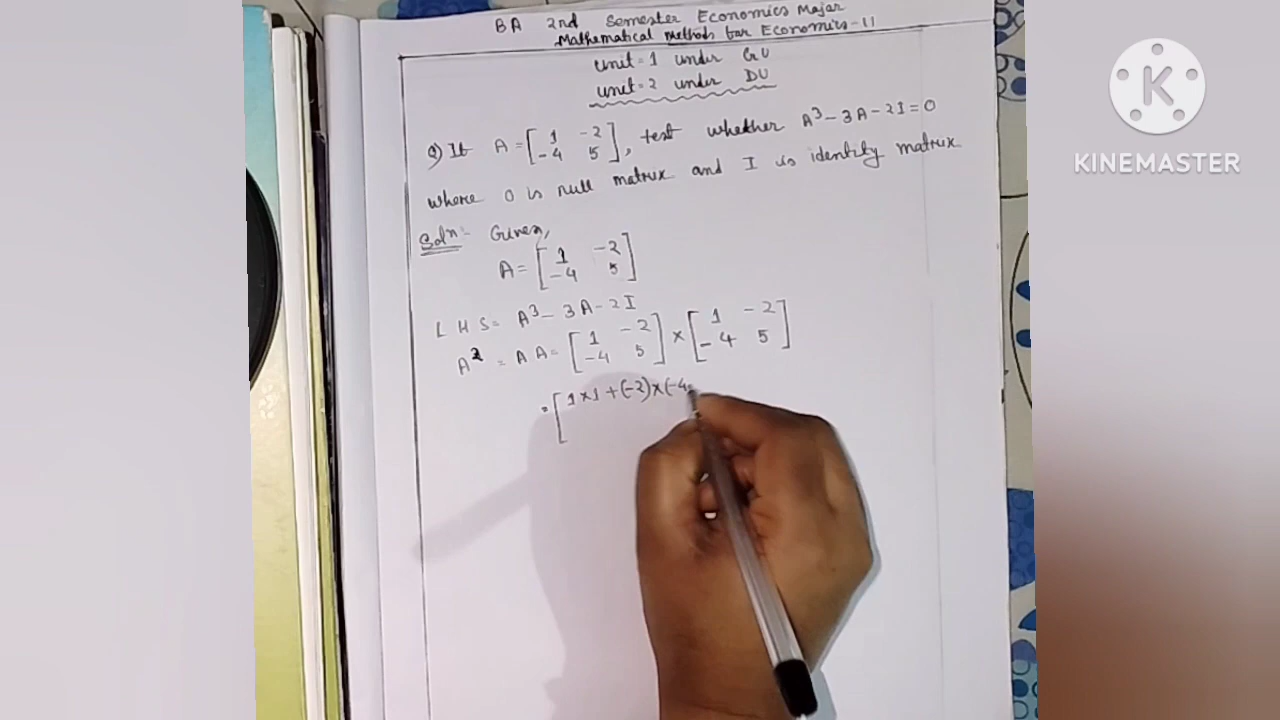 BA 2nd Semester Economics Major
Mathematical Methods for Economics-II
Unit=1 under GU
Unit=2 under DU
Q) If A = [1 -2
-4 5], test whether A³ - 3A - 2I = 0
where 0 is null matrix and I is identity matrix
Solⁿ:- Given,
A = [1 -2
-4 5]
L H S = A³ - 3A - 2I
A² = A A = [1 -2
-4 5] × [1 -2
-4 5]
= [1×1+(-2)×(-4
K
KINEMASTER